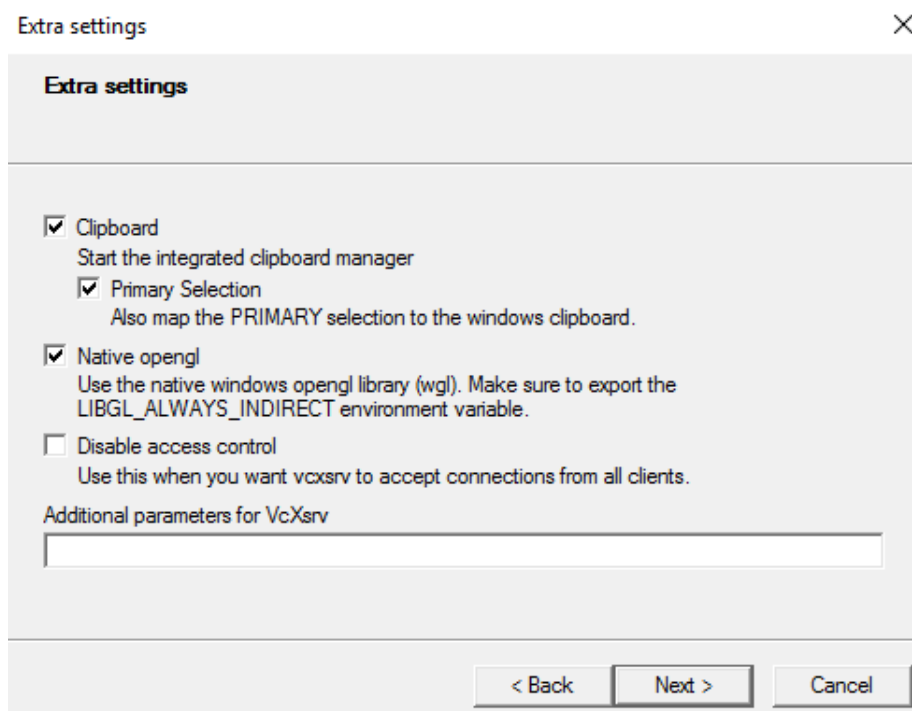 Extra settings
Extra settings
Clipboard
Start the integrated clipboard manager
Primary Selection
Also map the PRIMARY selection to the windows clipboard.
Native opengl
Use the native windows opengl library (wgl). Make sure to export the
LIBGL_ALWAYS_INDIRECT environment variable.
Disable access control
Use this when you want vcxsrv to accept connections from all clients.
Additional parameters for VcXsrv
< Back Next > Cancel